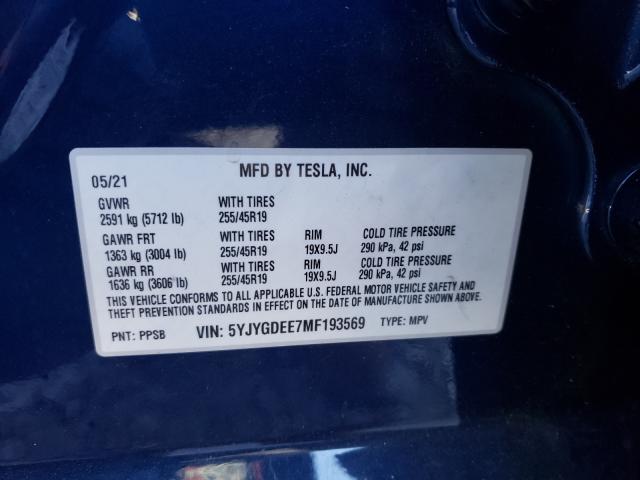 MFD BY TESLA, INC.
05/21
GVWR WITH TIRES
2591 kg (5712 lb) 255/45R19
GAWR FRT WITH TIRES RIM COLD TIRE PRESSURE
1363 kg (3004 lb) 255/45R19 19X9.5J 290 kPa, 42 psi
GAWR RR WITH TIRES RIM COLD TIRE PRESSURE
1636 kg (3606 lb) 255/45R19 19X9.5J 290 kPa, 42 psi
THIS VEHICLE CONFORMS TO ALL APPLICABLE U.S. FEDERAL MOTOR VEHICLE SAFETY AND
THEFT PREVENTION STANDARDS IN EFFECT ON THE DATE OF MANUFACTURE SHOWN ABOVE.
PNT: PPSB VIN: 5YJYGDEE7MF193569 TYPE: MPV